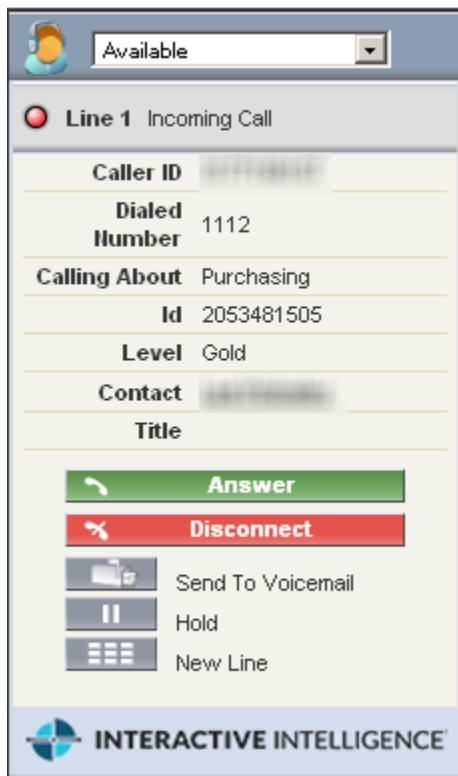 Available
Line 1 Incoming Call
Caller ID
Dialed
Number 1112
Calling About Purchasing
Id 2053481505
Level Gold
Contact
Title
Answer
Disconnect
Send To Voicemail
Hold
New Line
INTERACTIVE INTELLIGENCE